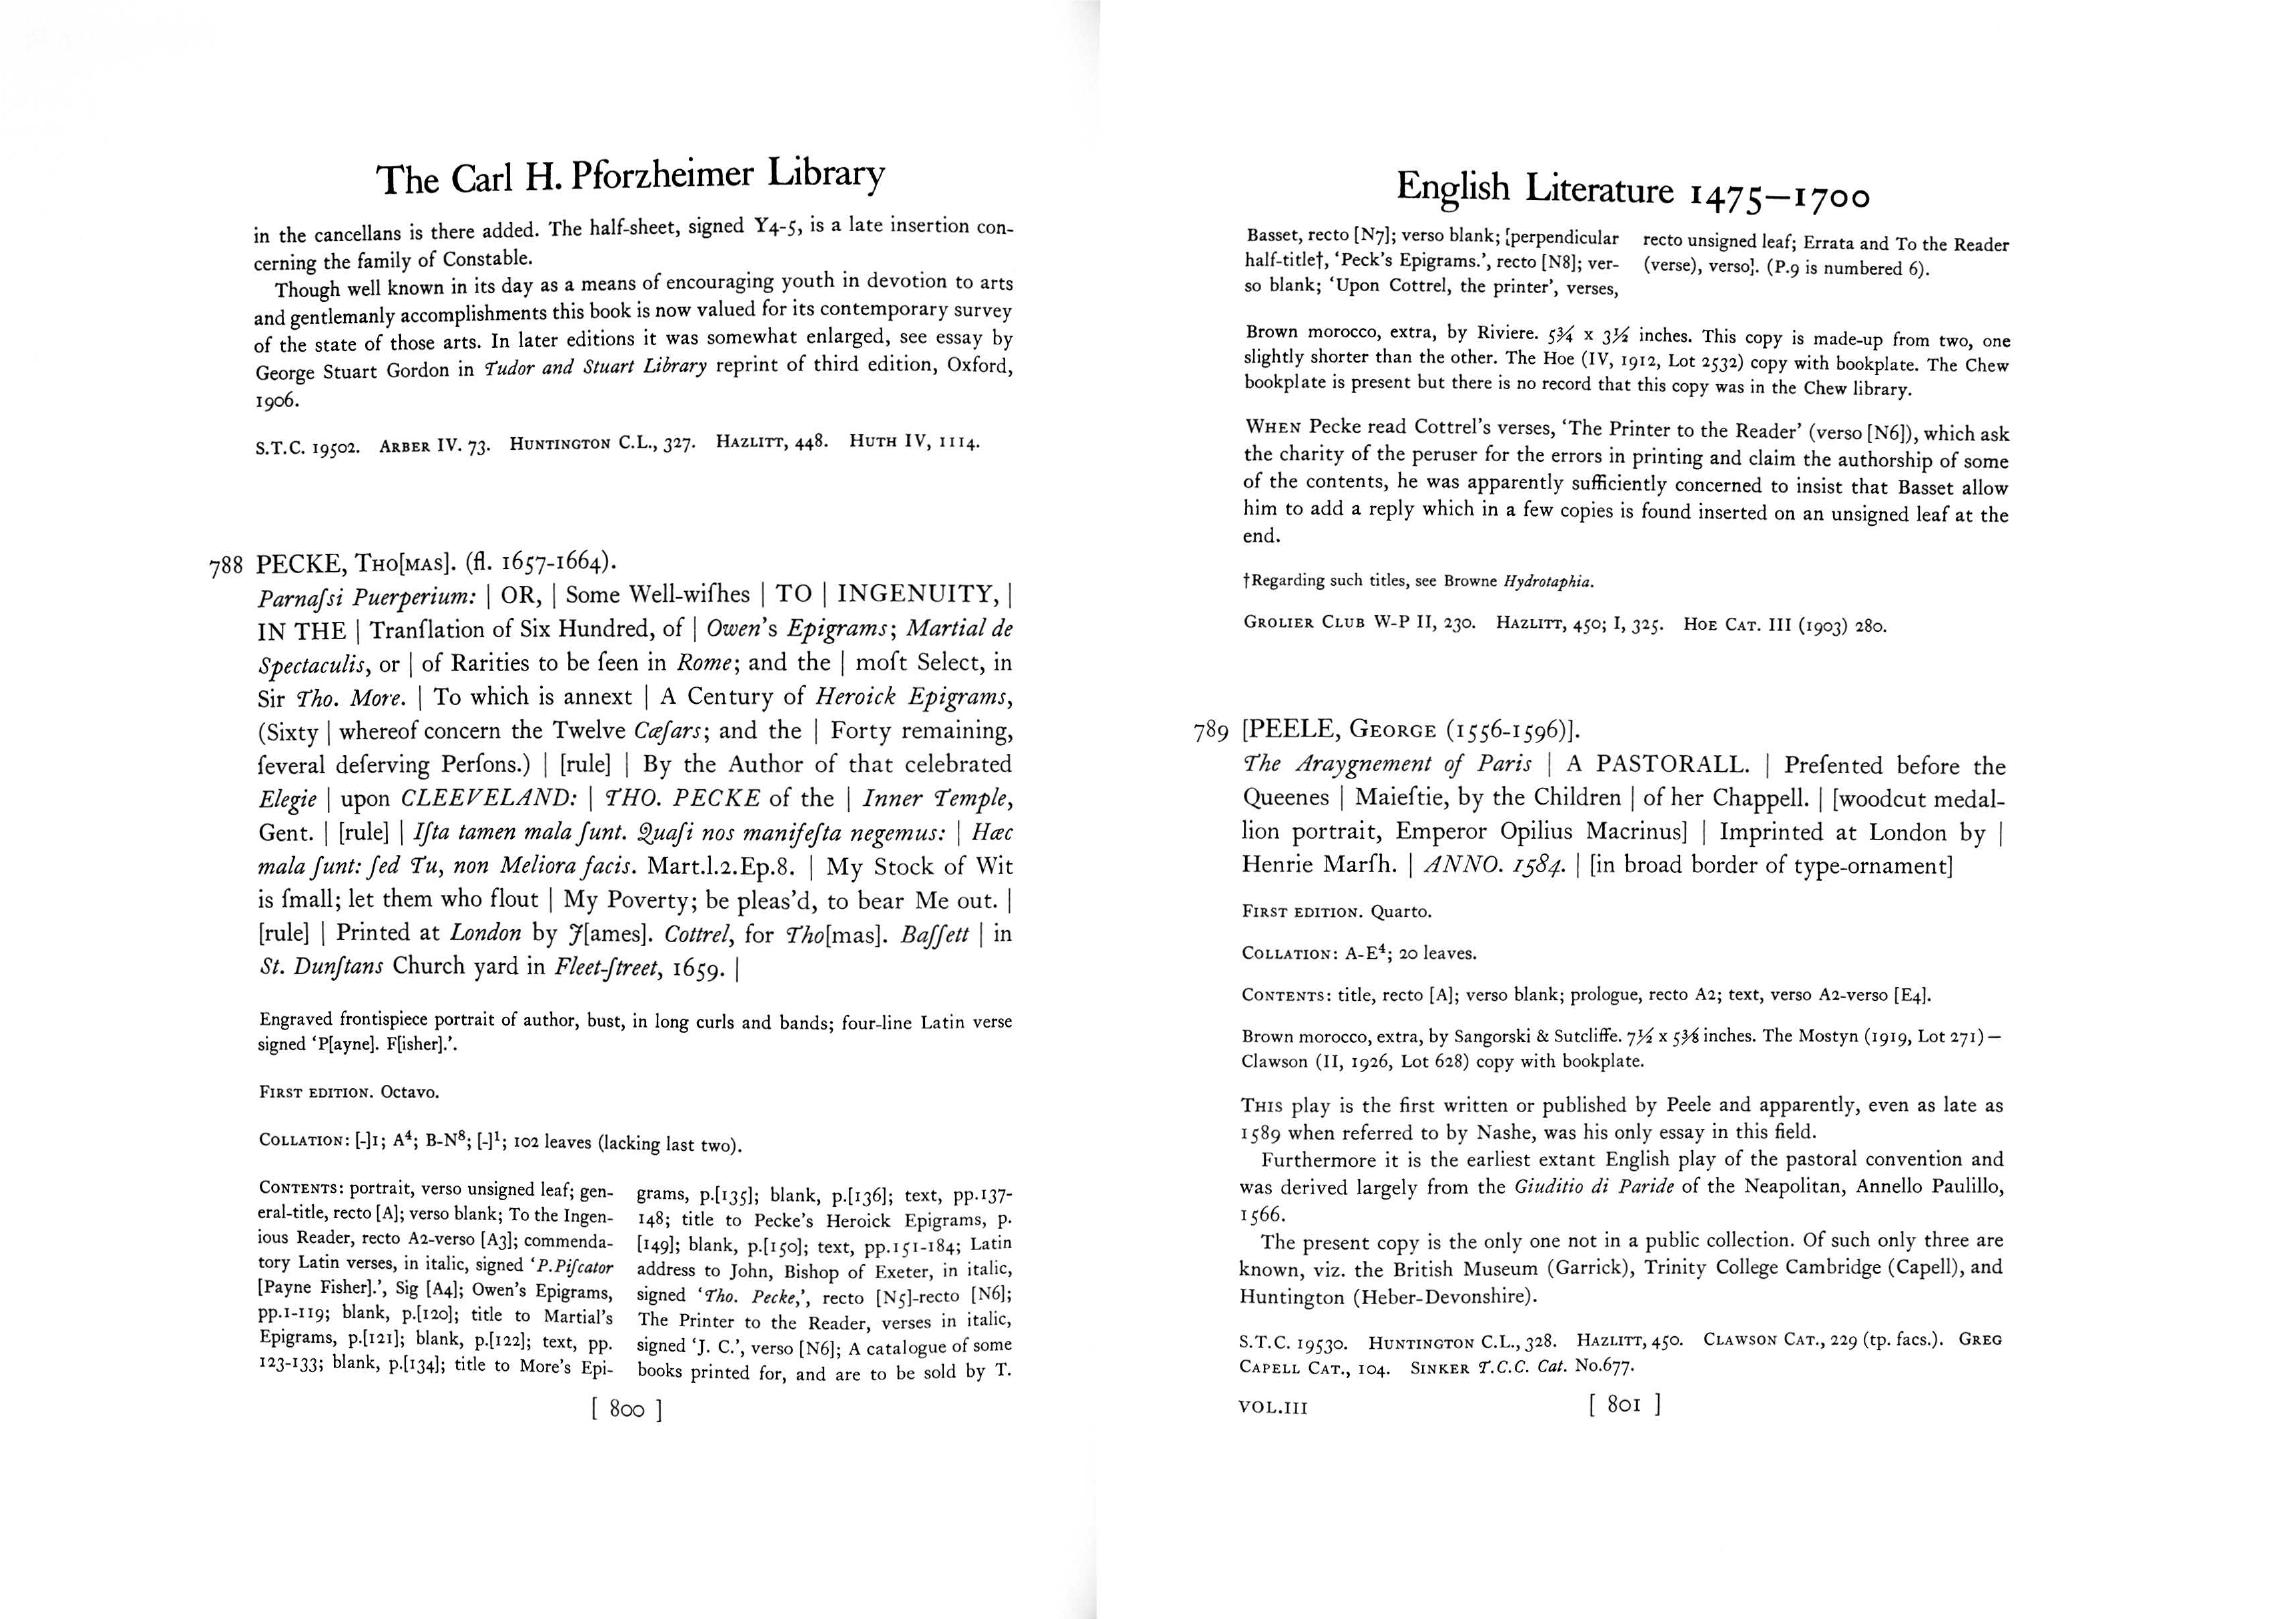 The Carl H. Pforzheimer Library
in the cancellans is there added. The half-sheet, signed Y4-5, is a late insertion con-
cerning the family of Constable.
Though well known in its day as a means of encouraging youth in devotion to arts
and gentlemanly accomplishments this book is now valued for its contemporary survey
of the state of those arts. In later editions it was somewhat enlarged, see essay by
George Stuart Gordon in Tudor and Stuart Library reprint of third edition, Oxford,
1906.
S.T.C. 19502. ARBER IV. 73. HUNTINGTON C.L., 327. HAZLITT, 448. HUTH IV, 1114.
788 PECKE, THO[MAS]. (fl. 1657-1664).
Parnaſsi Puerperium: | OR, | Some Well-wiſhes | TO | INGENUITY, |
IN THE | Tranſlation of Six Hundred, of | Owen's Epigrams; Martial de
Spectaculis, or | of Rarities to be ſeen in Rome; and the | moſt Select, in
Sir Tho. More. | To which is annext | A Century of Heroick Epigrams,
(Sixty | whereof concern the Twelve Cæſars; and the | Forty remaining,
ſeveral deſerving Perſons.) | [rule] | By the Author of that celebrated
Elegie | upon CLEEVELAND: | THO. PECKE of the | Inner Temple,
Gent. | [rule] | Iſta tamen mala ſunt. Quaſi nos manifeſta negemus: | Hæc
mala ſunt: ſed Tu, non Meliora facis. Mart.l.2.Ep.8. | My Stock of Wit
is ſmall; let them who flout | My Poverty; be pleas'd, to bear Me out. |
[rule] | Printed at London by J[ames]. Cottrel, for Tho[mas]. Baſſett | in
St. Dunſtans Church yard in Fleet-ſtreet, 1659. |
Engraved frontispiece portrait of author, bust, in long curls and bands; four-line Latin verse
signed 'P[ayne]. F[isher].'.
FIRST EDITION. Octavo.
COLLATION: [-]1; A⁴; B-N⁸; [-]¹; 102 leaves (lacking last two).
CONTENTS: portrait, verso unsigned leaf; gen-
eral-title, recto [A]; verso blank; To the Ingen-
ious Reader, recto A2-verso [A3]; commenda-
tory Latin verses, in italic, signed 'P.Piſcator
[Payne Fisher].', Sig [A4]; Owen's Epigrams,
pp.1-119; blank, p.[120]; title to Martial's
Epigrams, p.[121]; blank, p.[122]; text, pp.
123-133; blank, p.[134]; title to More's Epi-
grams, p.[135]; blank, p.[136]; text, pp.137-
148; title to Pecke's Heroick Epigrams, p.
[149]; blank, p.[150]; text, pp.151-184; Latin
address to John, Bishop of Exeter, in italic,
signed 'Tho. Pecke,', recto [N5]-recto [N6];
The Printer to the Reader, verses in italic,
signed 'J. C.', verso [N6]; A catalogue of some
books printed for, and are to be sold by T.
[ 800 ]
English Literature 1475—1700
Basset, recto [N7]; verso blank; [perpendicular
half-title†, 'Peck's Epigrams.', recto [N8]; ver-
so blank; 'Upon Cottrel, the printer', verses,
recto unsigned leaf; Errata and To the Reader
(verse), verso]. (P.9 is numbered 6).
Brown morocco, extra, by Riviere. 5¾ x 3½ inches. This copy is made-up from two, one
slightly shorter than the other. The Hoe (IV, 1912, Lot 2532) copy with bookplate. The Chew
bookplate is present but there is no record that this copy was in the Chew library.
WHEN Pecke read Cottrel's verses, 'The Printer to the Reader' (verso [N6]), which ask
the charity of the peruser for the errors in printing and claim the authorship of some
of the contents, he was apparently sufficiently concerned to insist that Basset allow
him to add a reply which in a few copies is found inserted on an unsigned leaf at the
end.
†Regarding such titles, see Browne Hydrotaphia.
GROLIER CLUB W-P II, 230. HAZLITT, 450; I, 325. HOE CAT. III (1903) 280.
789 [PEELE, GEORGE (1556-1596)].
The Araygnement of Paris | A PASTORALL. | Preſented before the
Queenes | Maieſtie, by the Children | of her Chappell. | [woodcut medal-
lion portrait, Emperor Opilius Macrinus] | Imprinted at London by |
Henrie Marſh. | ANNO. 1584. | [in broad border of type-ornament]
FIRST EDITION. Quarto.
COLLATION: A-E⁴; 20 leaves.
CONTENTS: title, recto [A]; verso blank; prologue, recto A2; text, verso A2-verso [E4].
Brown morocco, extra, by Sangorski & Sutcliffe. 7½ x 5⅜ inches. The Mostyn (1919, Lot 271) —
Clawson (II, 1926, Lot 628) copy with bookplate.
THIS play is the first written or published by Peele and apparently, even as late as
1589 when referred to by Nashe, was his only essay in this field.
Furthermore it is the earliest extant English play of the pastoral convention and
was derived largely from the Giuditio di Paride of the Neapolitan, Annello Paulillo,
1566.
The present copy is the only one not in a public collection. Of such only three are
known, viz. the British Museum (Garrick), Trinity College Cambridge (Capell), and
Huntington (Heber-Devonshire).
S.T.C. 19530. HUNTINGTON C.L., 328. HAZLITT, 450. CLAWSON CAT., 229 (tp. facs.). GREG
CAPELL CAT., 104. SINKER T.C.C. Cat. No.677.
VOL.III
[ 801 ]